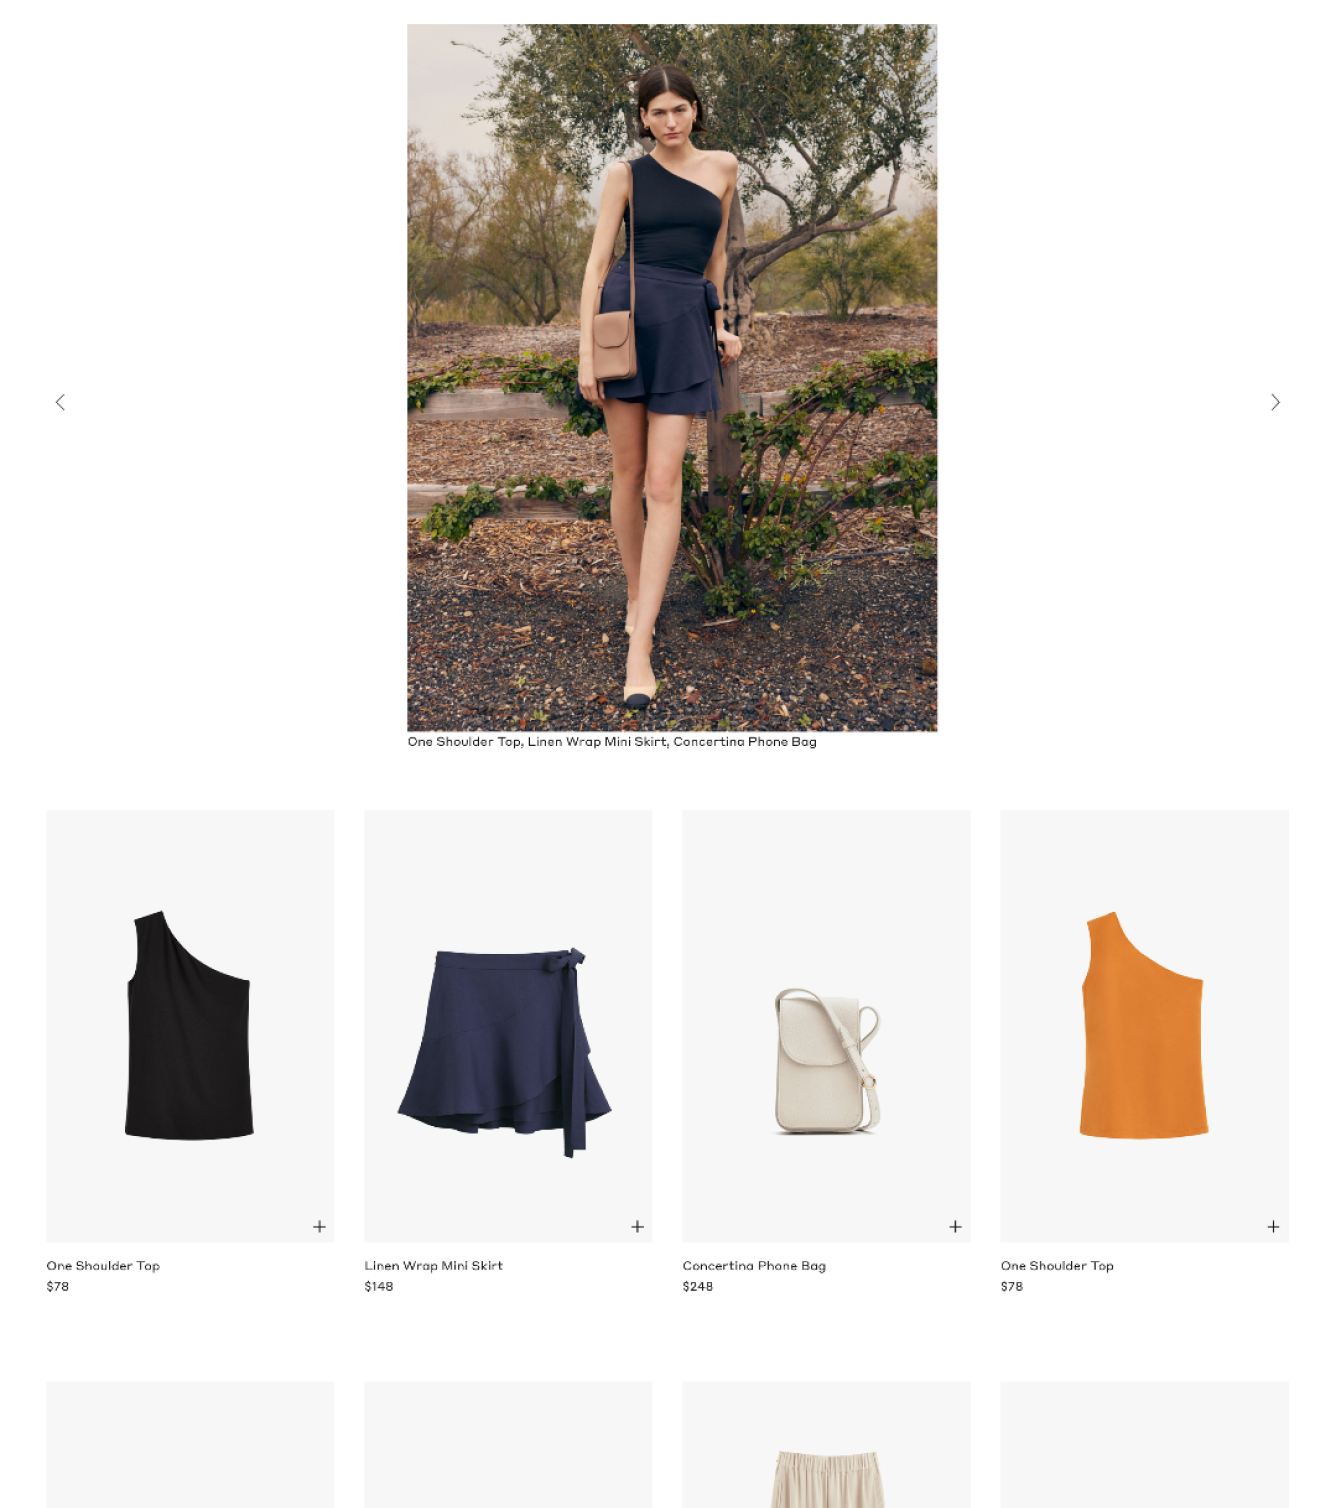 One Shoulder Top, Linen Wrap Mini Skirt, Concertina Phone Bag
One Shoulder Top
$78
Linen Wrap Mini Skirt
$148
Concertina Phone Bag
$248
One Shoulder Top
$78